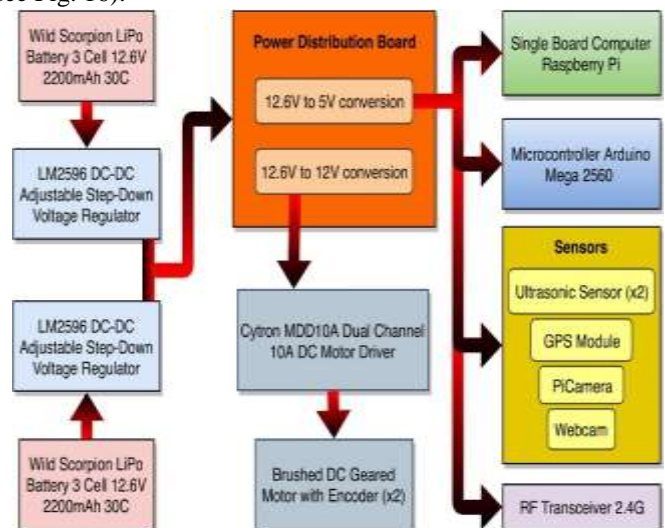 Wild Scorpion LiPo
Battery 3 Cell 12.6V
2200mAh 30C
LM2596 DC-DC
Adjustable Step-Down
Voltage Regulator
LM2596 DC-DC
Adjustable Step-Down
Voltage Regulator
Wild Scorpion LiPo
Battery 3 Cell 12.6V
2200mAh 30C
Power Distribution Board
12.6V to 5V conversion
12.6V to 12V conversion
Cytron MDD10A Dual Channel
10A DC Motor Driver
Brushed DC Geared
Motor with Encoder (x2)
Single Board Computer
Raspberry Pi
Microcontroller Arduino
Mega 2560
Sensors
Ultrasonic Sensor (x2)
GPS Module
PiCamera
Webcam
RF Transceiver 2.4G